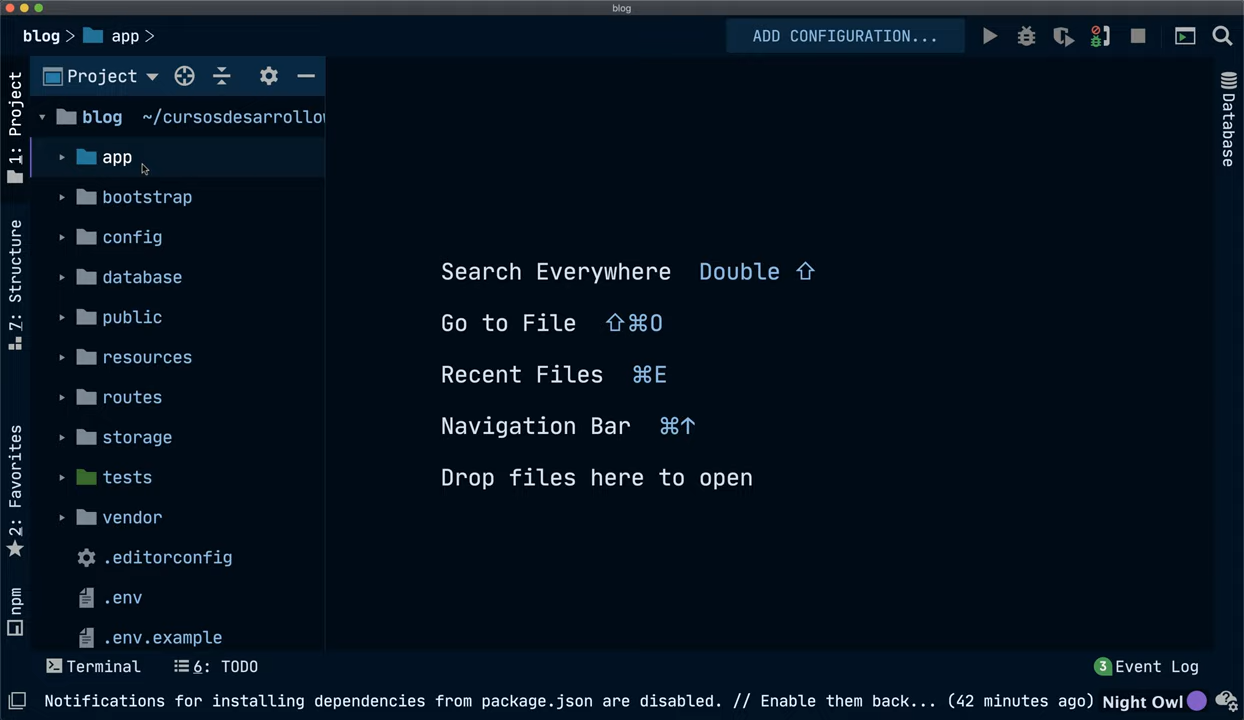 blog
blog > app >
ADD CONFIGURATION...
1: Project
7: Structure
2: Favorites
npm
Project
blog ~/cursosdesarrollow
app
bootstrap
config
database
public
resources
routes
storage
tests
vendor
.editorconfig
.env
.env.example
Search Everywhere Double ⇧
Go to File ⇧⌘O
Recent Files ⌘E
Navigation Bar ⌘↑
Drop files here to open
Database
Terminal
6: TODO
3 Event Log
Notifications for installing dependencies from package.json are disabled. // Enable them back... (42 minutes ago)
Night Owl